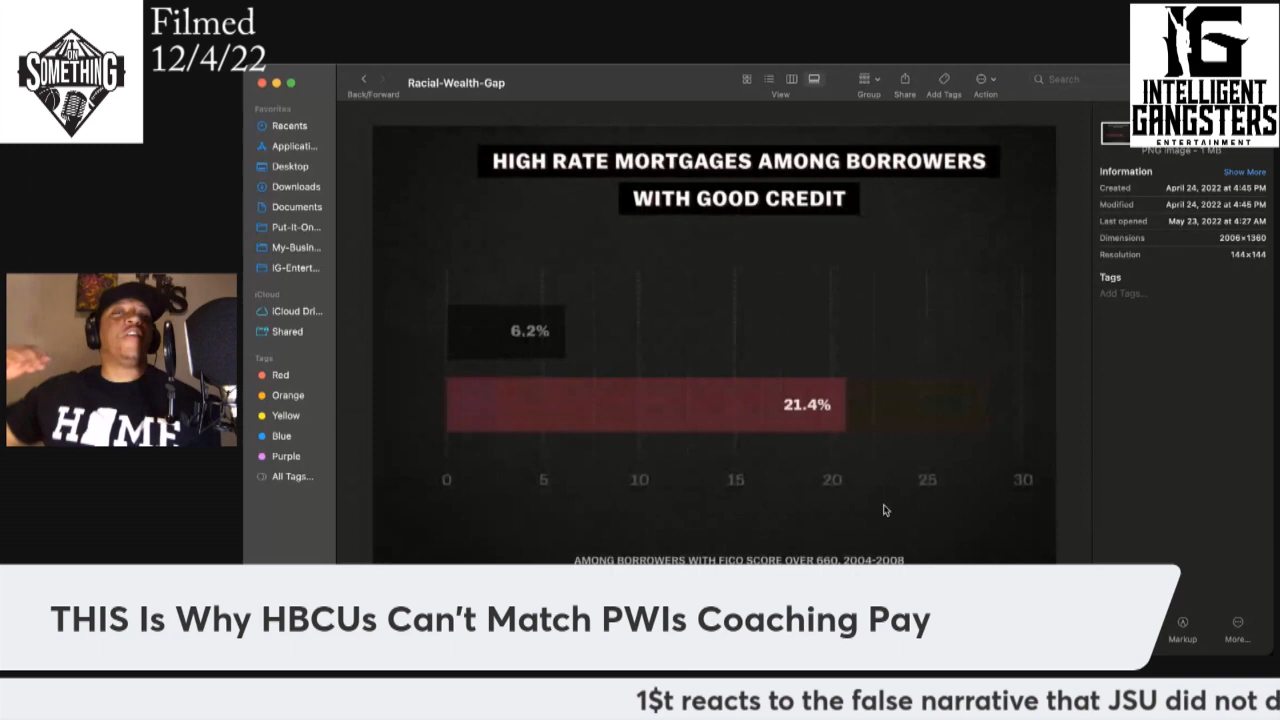 ON
SOMETHING
Filmed
12/4/22
IG
INTELLIGENT
GANGSTERS
ENTERTAINMENT
Racial-Wealth-Gap
Back/Forward
View
Group
Share
Add Tags
Action
Search
Favorites
Recents
Applicati...
Desktop
Downloads
Documents
Put-It-On...
My-Busin...
IG-Entert...
iCloud
iCloud Dri...
Shared
Tags
Red
Orange
Yellow
Blue
Purple
All Tags...
HIGH RATE MORTGAGES AMONG BORROWERS
WITH GOOD CREDIT
6.2%
21.4%
0 5 10 15 20 25 30
AMONG BORROWERS WITH FICO SCORE OVER 660, 2004-2008
PNG image - 1 MB
Information Show More
Created April 24, 2022 at 4:45 PM
Modified April 24, 2022 at 4:45 PM
Last opened May 23, 2022 at 4:27 AM
Dimensions 2006×1360
Resolution 144×144
Tags
Add Tags...
Markup
More...
HOME
THIS Is Why HBCUs Can't Match PWIs Coaching Pay
1$t reacts to the false narrative that JSU did not d